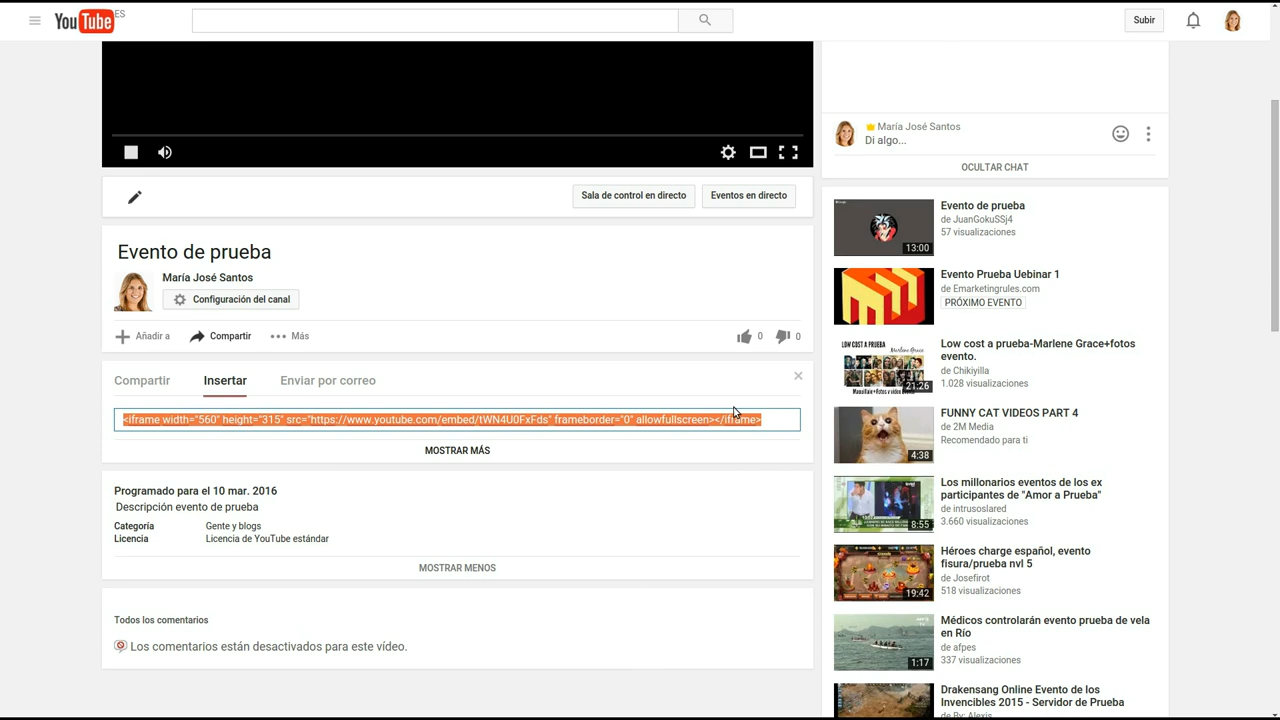 YouTube ES
Subir
Sala de control en directo
Eventos en directo
Evento de prueba
María José Santos
Configuración del canal
Añadir a
Compartir
Más
0
0
Compartir
Insertar
Enviar por correo
<iframe width="560" height="315" src="https://www.youtube.com/embed/tWN4U0FxFds" frameborder="0" allowfullscreen></iframe>
MOSTRAR MÁS
Programado para el 10 mar. 2016
Descripción evento de prueba
Categoría Gente y blogs
Licencia Licencia de YouTube estándar
MOSTRAR MENOS
Todos los comentarios
Los comentarios están desactivados para este vídeo.
María José Santos
Di algo...
OCULTAR CHAT
13:00
Evento de prueba
de JuanGokuSSj4
57 visualizaciones
Evento Prueba Uebinar 1
de Emarketingrules.com
PRÓXIMO EVENTO
LOW COST A PRUEBA
Marlene Grace
21:26
Low cost a prueba-Marlene Grace+fotos
evento.
de Chikiyilla
1.028 visualizaciones
4:38
FUNNY CAT VIDEOS PART 4
de 2M Media
Recomendado para ti
8:55
Los millonarios eventos de los ex
participantes de "Amor a Prueba"
de intrusoslared
3.660 visualizaciones
19:42
Héroes charge español, evento
fisura/prueba nvl 5
de Josefirot
518 visualizaciones
1:17
Médicos controlarán evento prueba de vela
en Río
de afpes
337 visualizaciones
Drakensang Online Evento de los
Invencibles 2015 - Servidor de Prueba
de By: Alexis